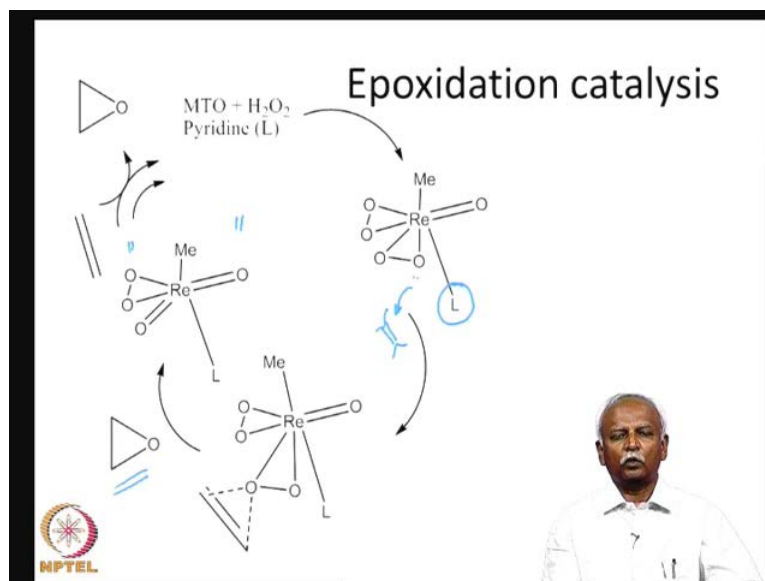 Epoxidation catalysis
MTO + H₂O₂
Pyridine (L)
O
Me
O
O
Re
O
O
O
L
Me
O
O
Re
O
O
L
Me
O
O
Re
O
O
O
L
O
NPTEL